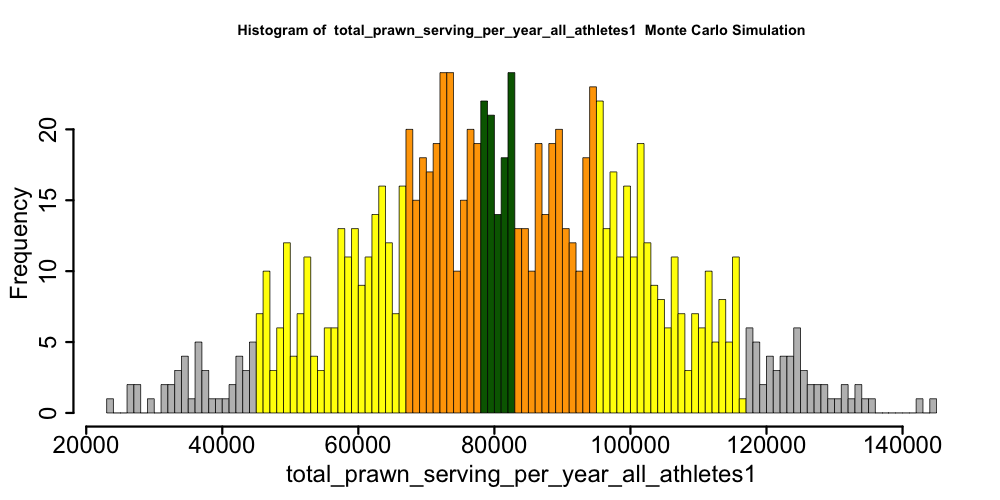 Histogram of  total_prawn_serving_per_year_all_athletes1  Monte Carlo Simulation
Frequency
20
15
10
5
0
20000 40000 60000 80000 100000 120000 140000
total_prawn_serving_per_year_all_athletes1